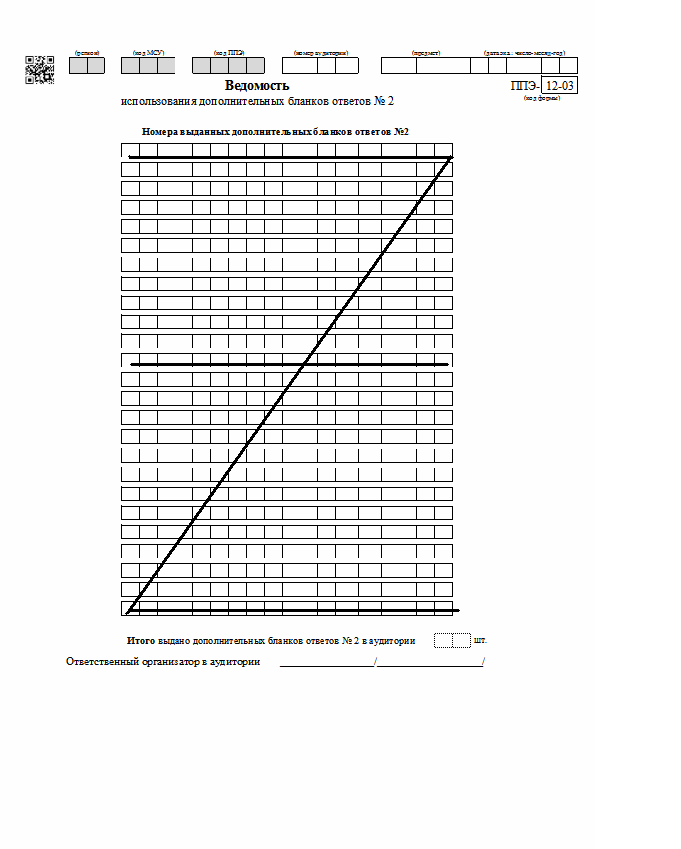 (регион) (код МСУ) (код ППЭ) (номер аудитории) (предмет) (дата экз.: число-месяц-год)
Ведомость ППЭ- 12-03
использования дополнительных бланков ответов № 2 (код формы)
Номера выданных дополнительных бланков ответов №2
Итого выдано дополнительных бланков ответов № 2 в аудитории шт.
Ответственный организатор в аудитории / /